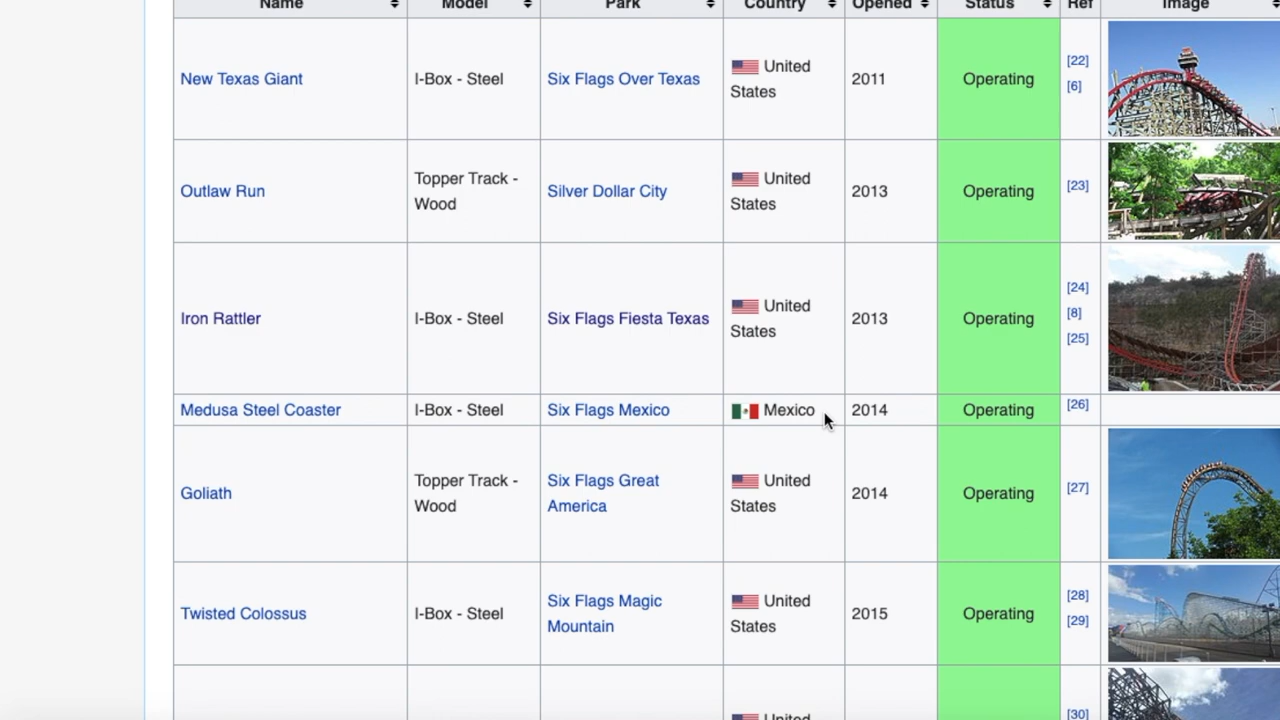 Name Model Park Country Opened Status Ref Image
New Texas Giant I-Box - Steel Six Flags Over Texas United States 2011 Operating [22] [6]
Outlaw Run Topper Track - Wood Silver Dollar City United States 2013 Operating [23]
Iron Rattler I-Box - Steel Six Flags Fiesta Texas United States 2013 Operating [24] [8] [25]
Medusa Steel Coaster I-Box - Steel Six Flags Mexico Mexico 2014 Operating [26]
Goliath Topper Track - Wood Six Flags Great America United States 2014 Operating [27]
Twisted Colossus I-Box - Steel Six Flags Magic Mountain United States 2015 Operating [28] [29]
United [30]